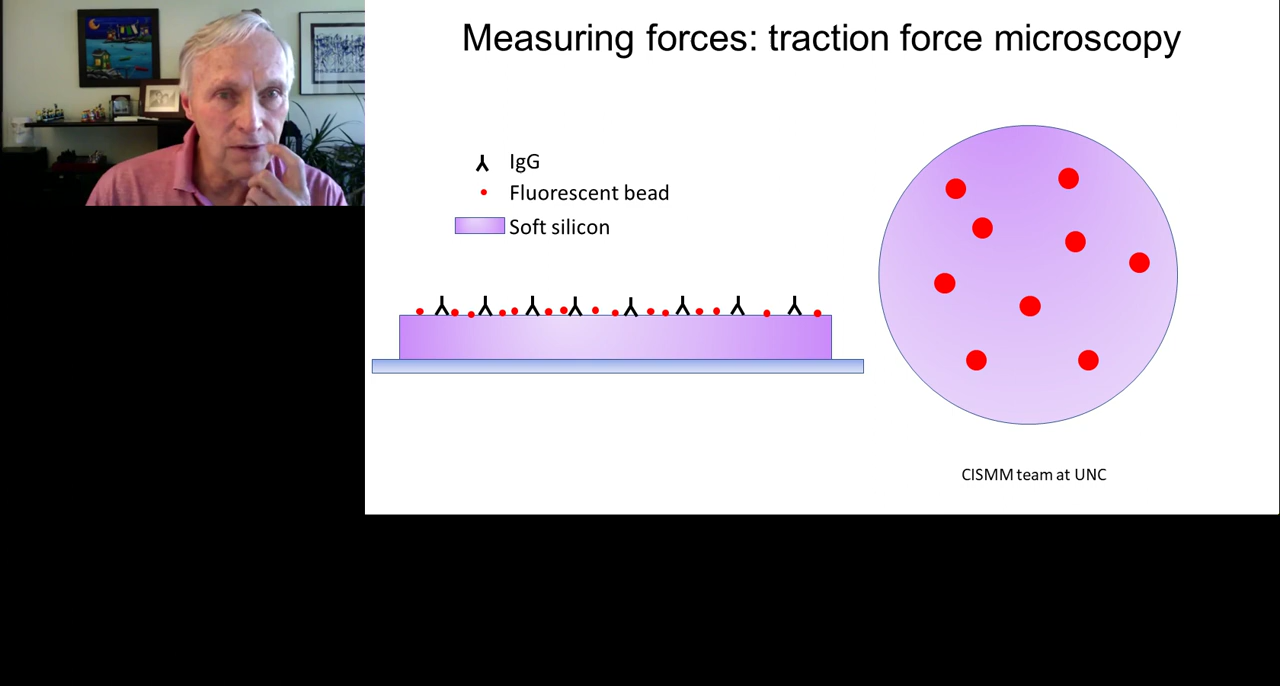 Measuring forces: traction force microscopy
IgG
Fluorescent bead
Soft silicon
CISMM team at UNC